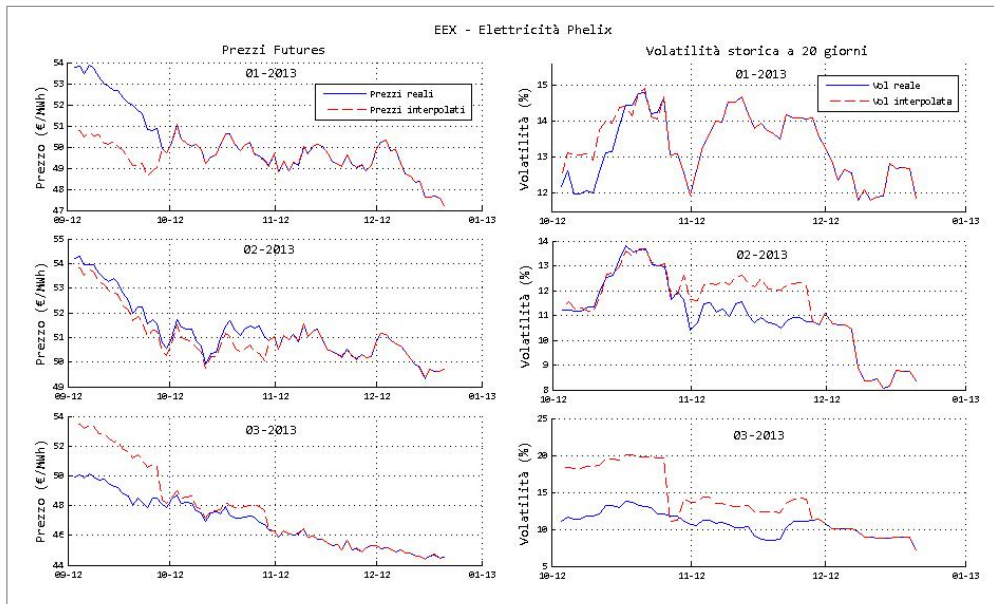 EEX - Elettricità Phelix
Prezzi Futures
01-2013
Prezzi reali
Prezzi interpolati
Prezzo (€/MWh)
54
53
52
51
50
49
48
47
09-12 10-12 11-12 12-12 01-13
02-2013
Prezzo (€/MWh)
55
54
53
52
51
50
49
09-12 10-12 11-12 12-12 01-13
03-2013
Prezzo (€/MWh)
54
52
50
48
46
44
09-12 10-12 11-12 12-12 01-13
Volatilità storica a 20 giorni
01-2013
Vol reale
Vol interpolata
Volatilità (%)
15
14
13
12
10-12 11-12 12-12 01-13
02-2013
Volatilità (%)
14
13
12
11
10
9
8
10-12 11-12 12-12 01-13
03-2013
Volatilità (%)
25
20
15
10
5
10-12 11-12 12-12 01-13